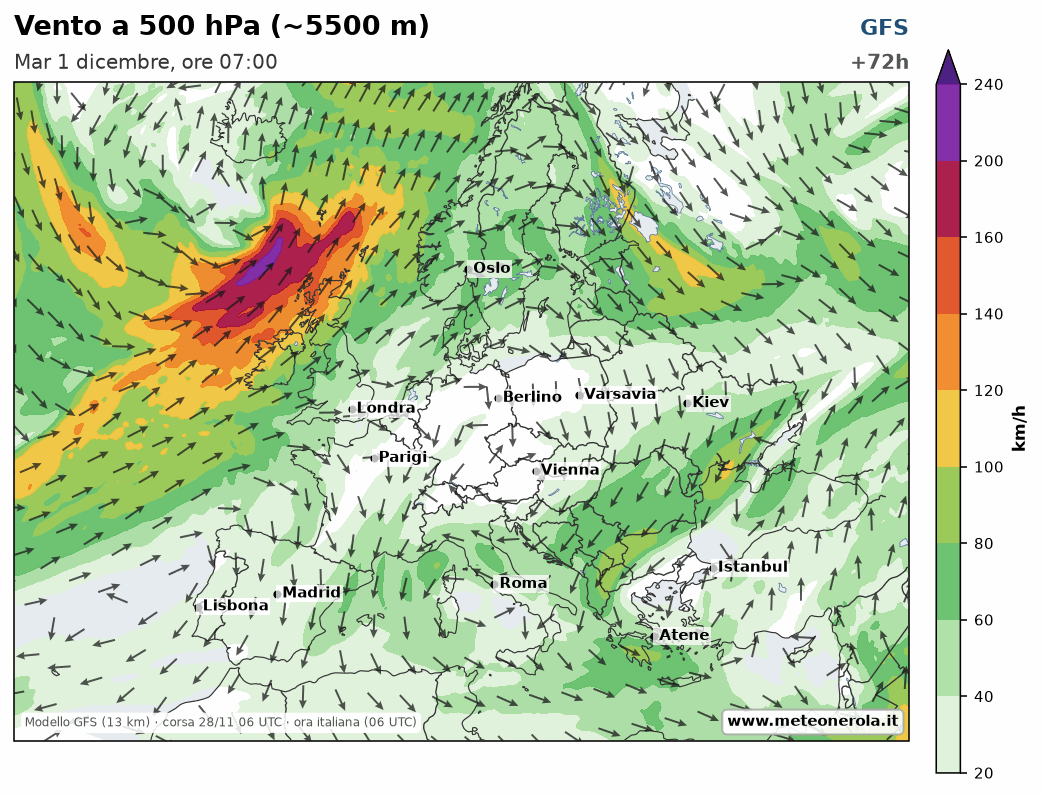 Vento a 500 hPa (~5500 m)
GFS
Mar 1 dicembre, ore 07:00
+72h
240
200
160
140
120
100
80
60
40
20
km/h
Oslo
Berlino
Varsavia
Kiev
Londra
Parigi
Vienna
Istanbul
Roma
Madrid
Lisbona
Atene
Modello GFS (13 km) · corsa 28/11 06 UTC · ora italiana (06 UTC)
www.meteonerola.it